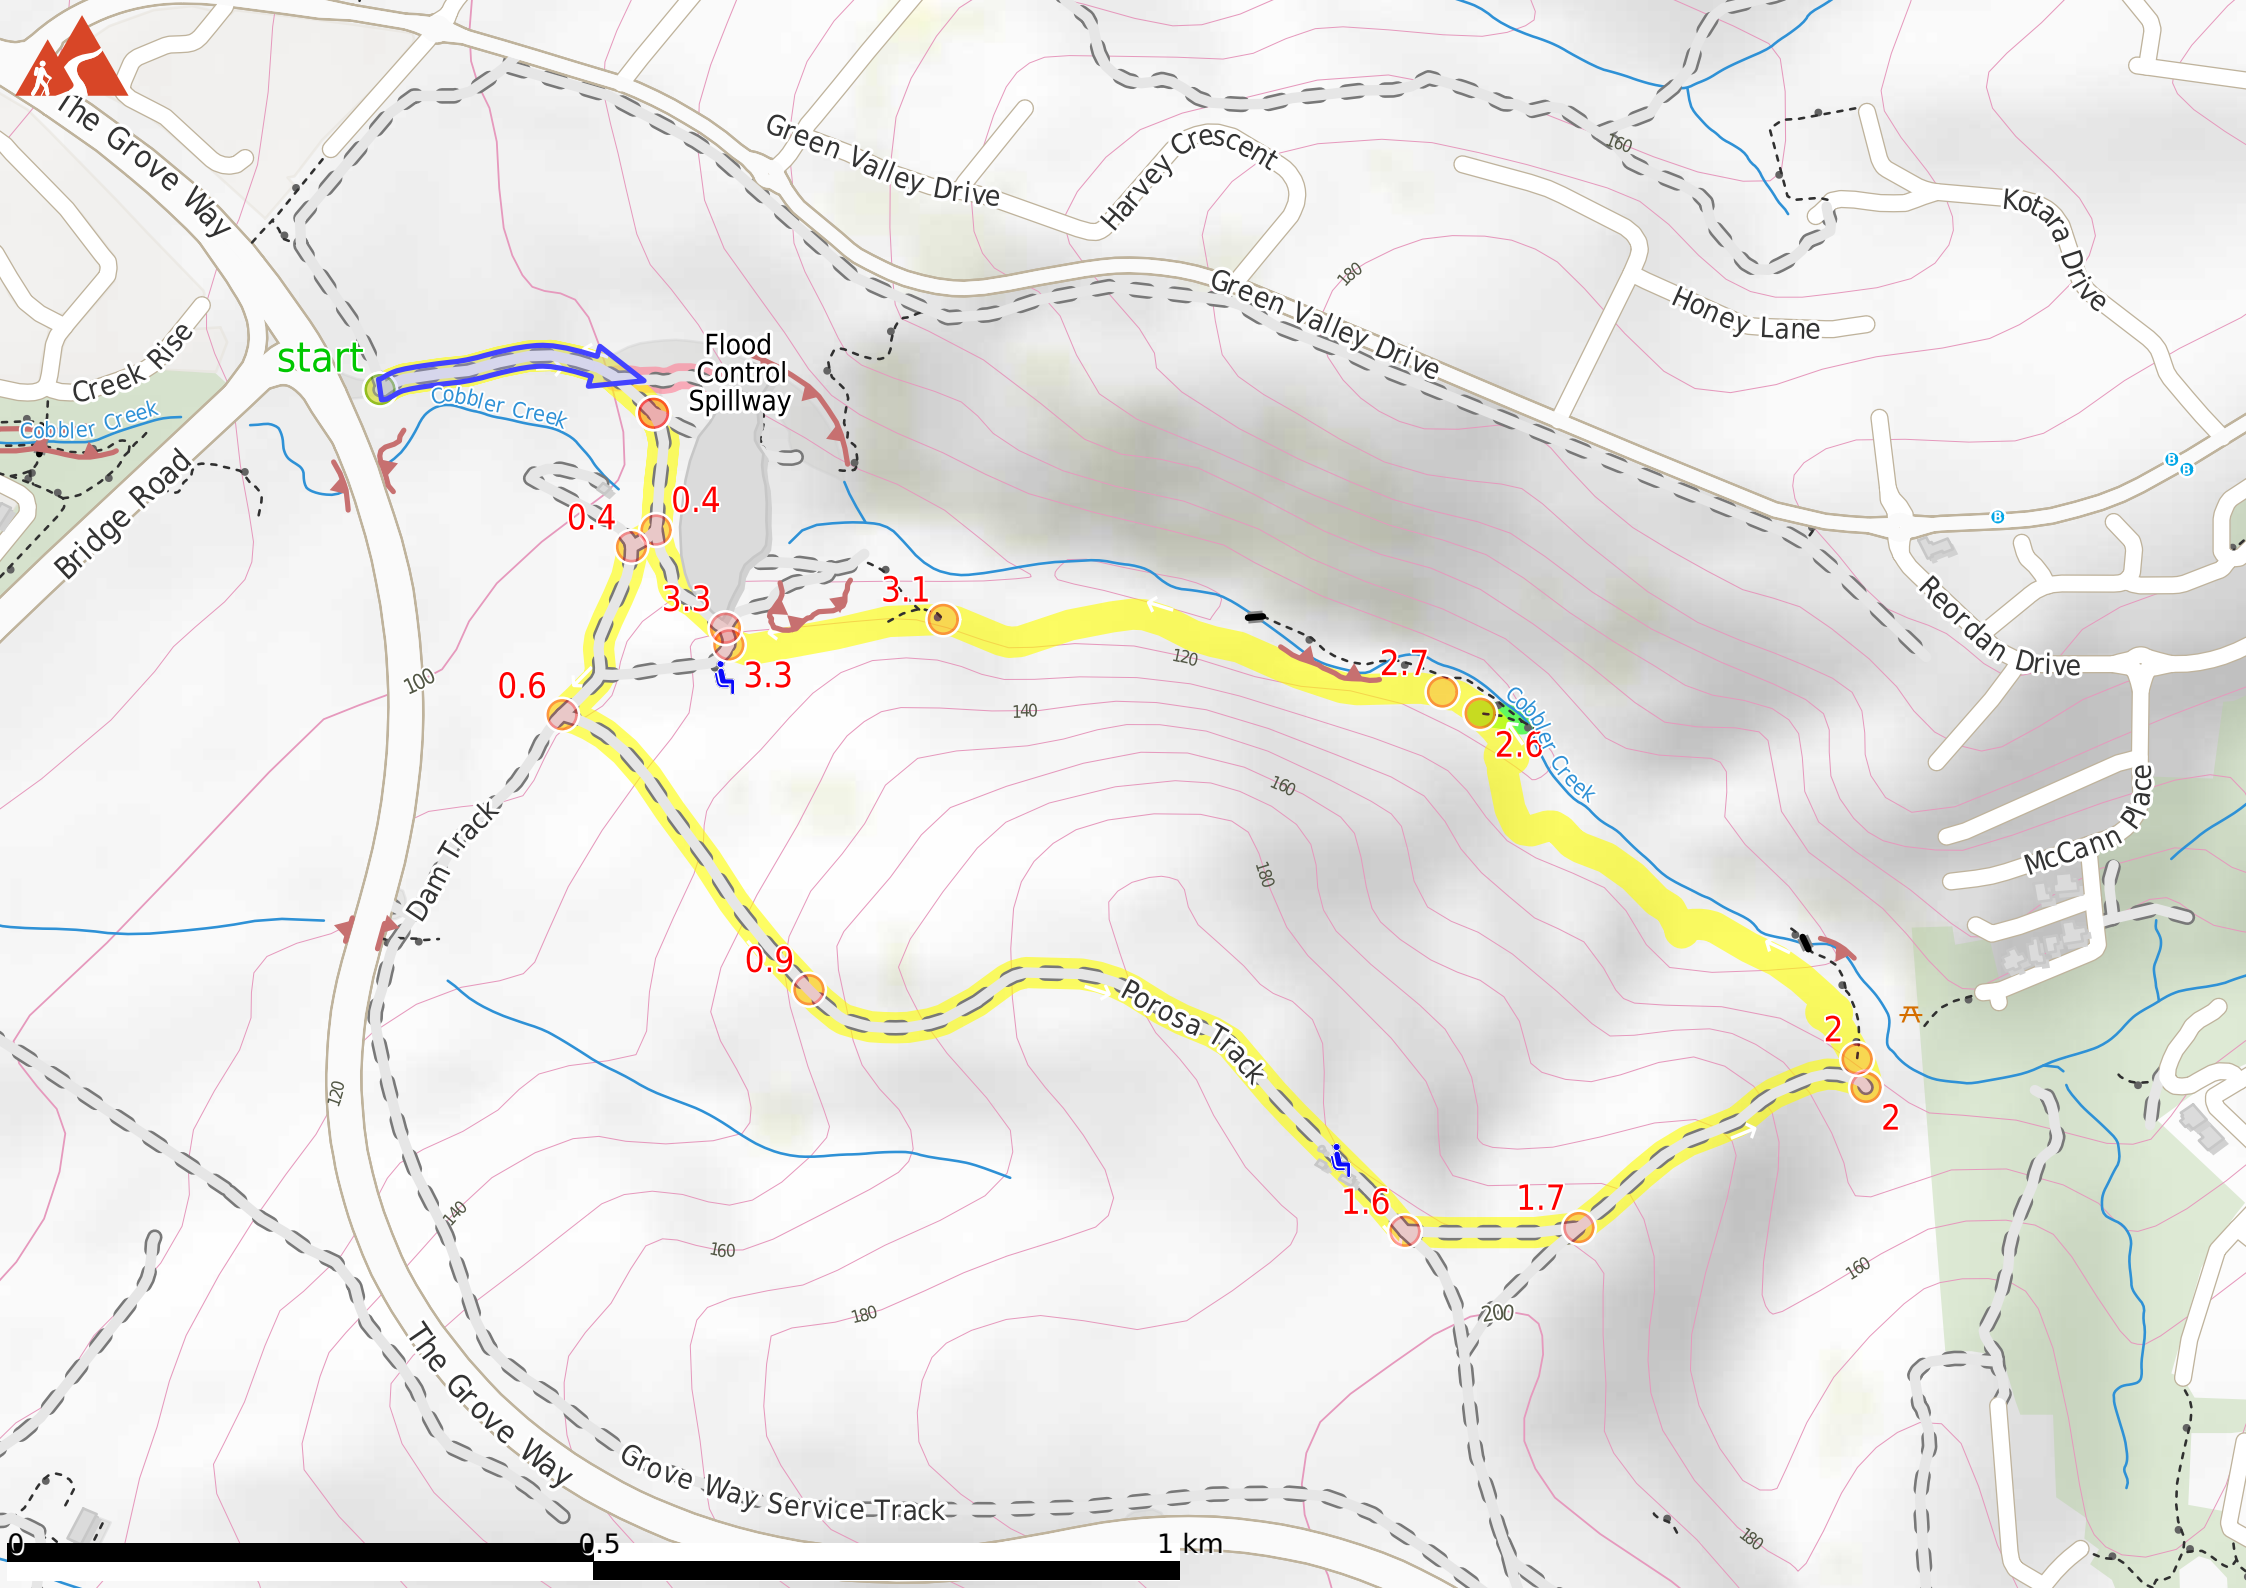 The Grove Way
Green Valley Drive
Harvey Crescent
160
Kotara Drive
180
Green Valley Drive
Honey Lane
start
Flood
Control
Spillway
Creek Rise
Cobbler Creek
Cobbler Creek
B
B
B
Bridge Road
0.4
0.4
3.3
3.1
Reordan Drive
100
0.6
3.3
120
2.7
140
2.6
Cobbler Creek
160
McCann Place
Dam Track
180
0.9
Porosa Track
2
2
120
140
160
1.6
1.7
160
180
200
The Grove Way
Grove Way Service Track
180
0
0.5
1 km